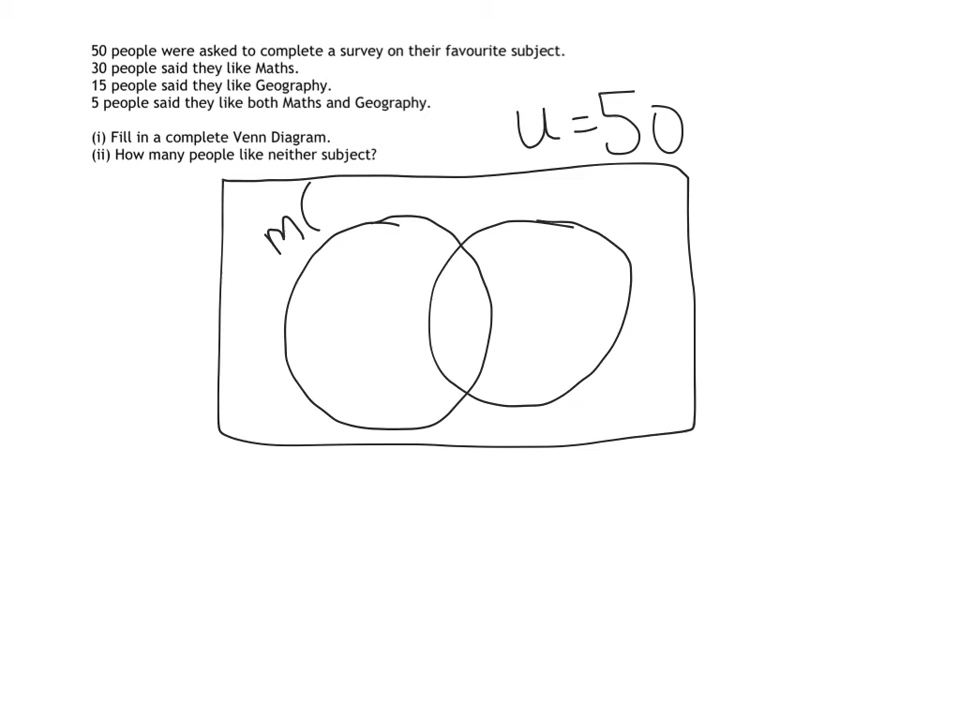 50 people were asked to complete a survey on their favourite subject.
30 people said they like Maths.
15 people said they like Geography.
5 people said they like both Maths and Geography.
(i) Fill in a complete Venn Diagram.
(ii) How many people like neither subject?
u=50
m(